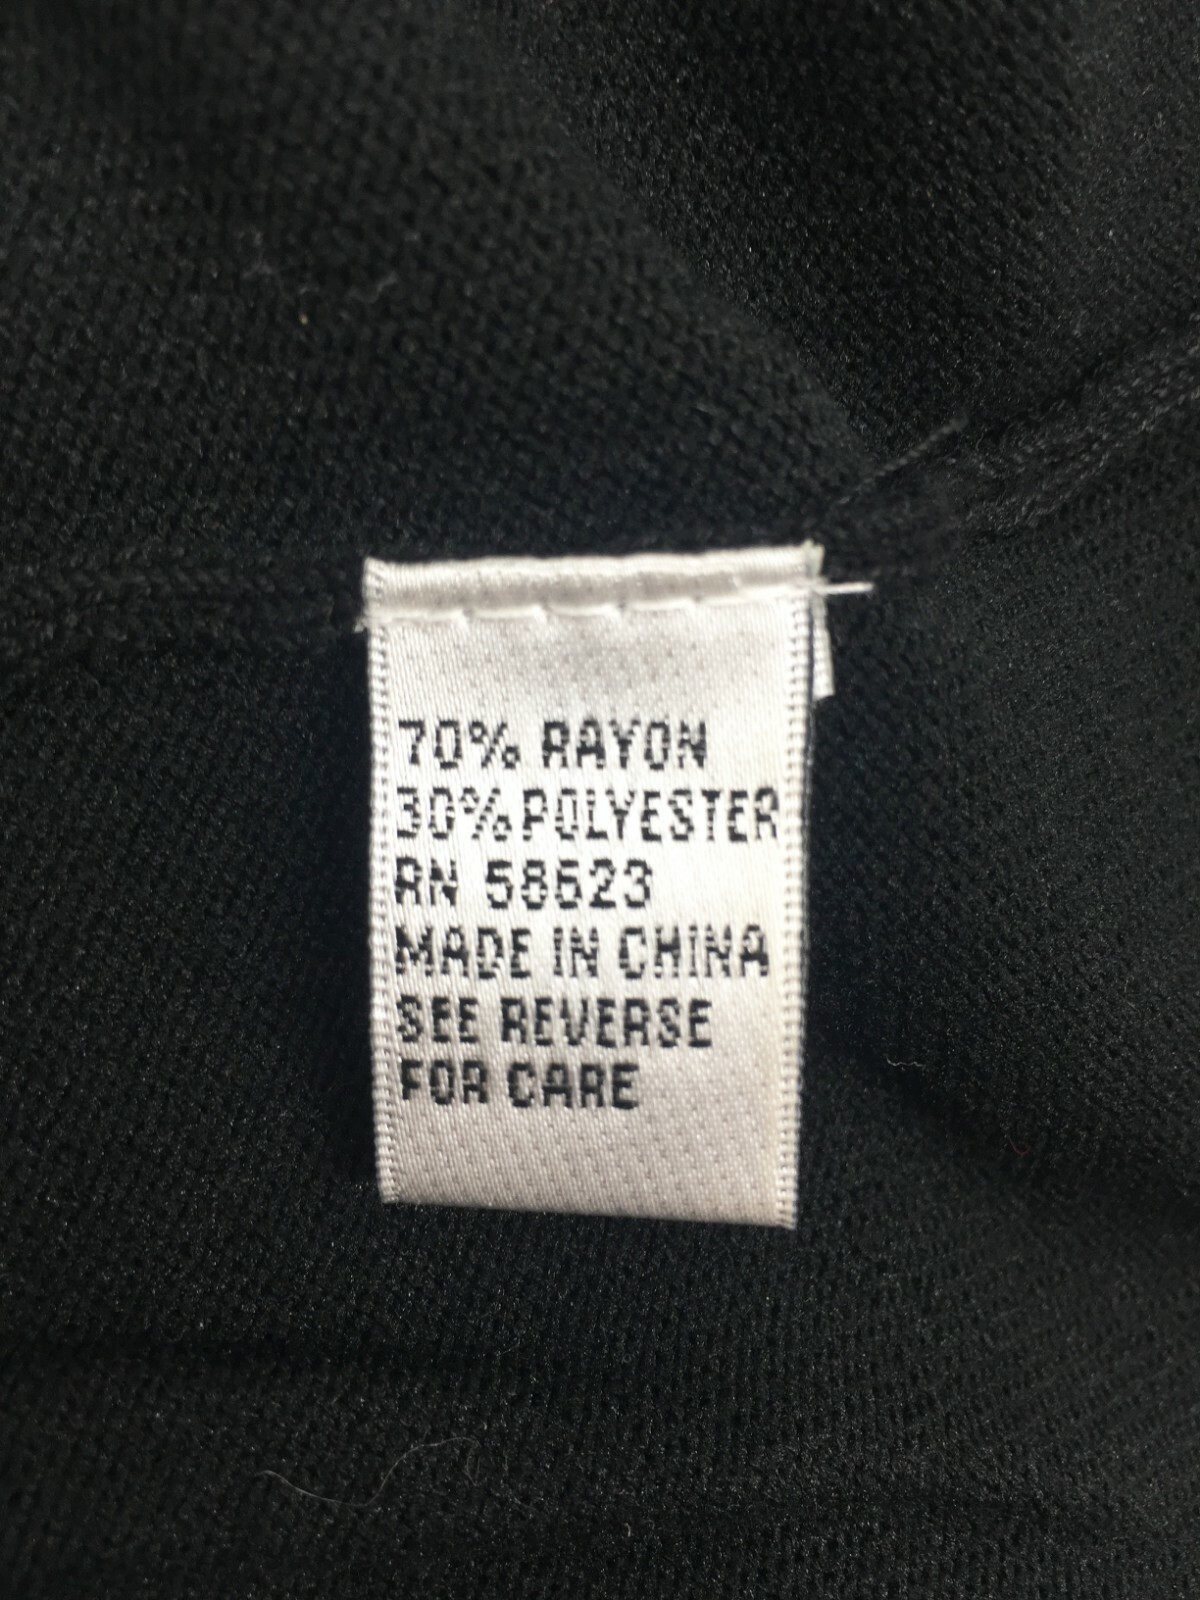 70% RAYON
30% POLYESTER
RN 58623
MADE IN CHINA
SEE REVERSE
FOR CARE